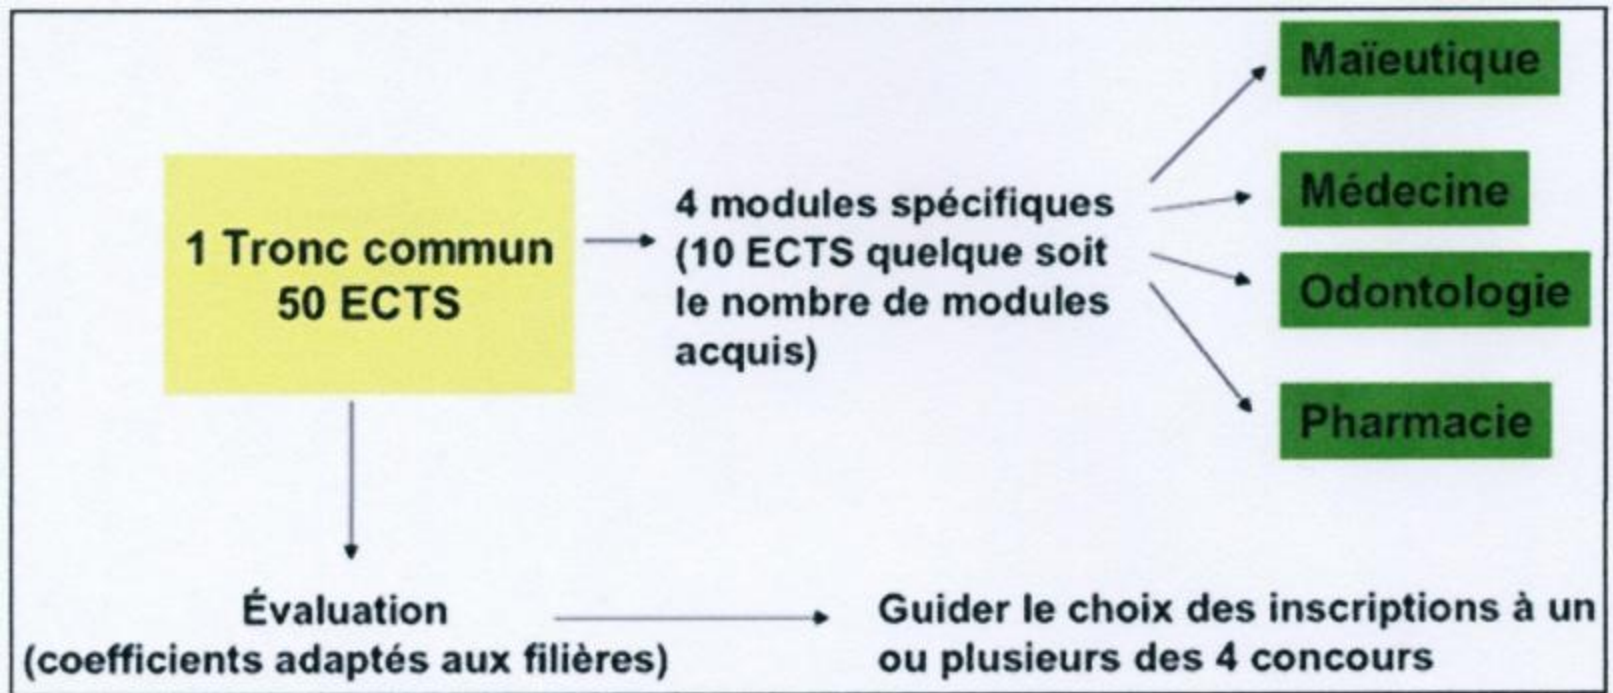 1 Tronc commun
50 ECTS
4 modules spécifiques
(10 ECTS quelque soit
le nombre de modules
acquis)
Maïeutique
Médecine
Odontologie
Pharmacie
Évaluation
(coefficients adaptés aux filières)
Guider le choix des inscriptions à un
ou plusieurs des 4 concours